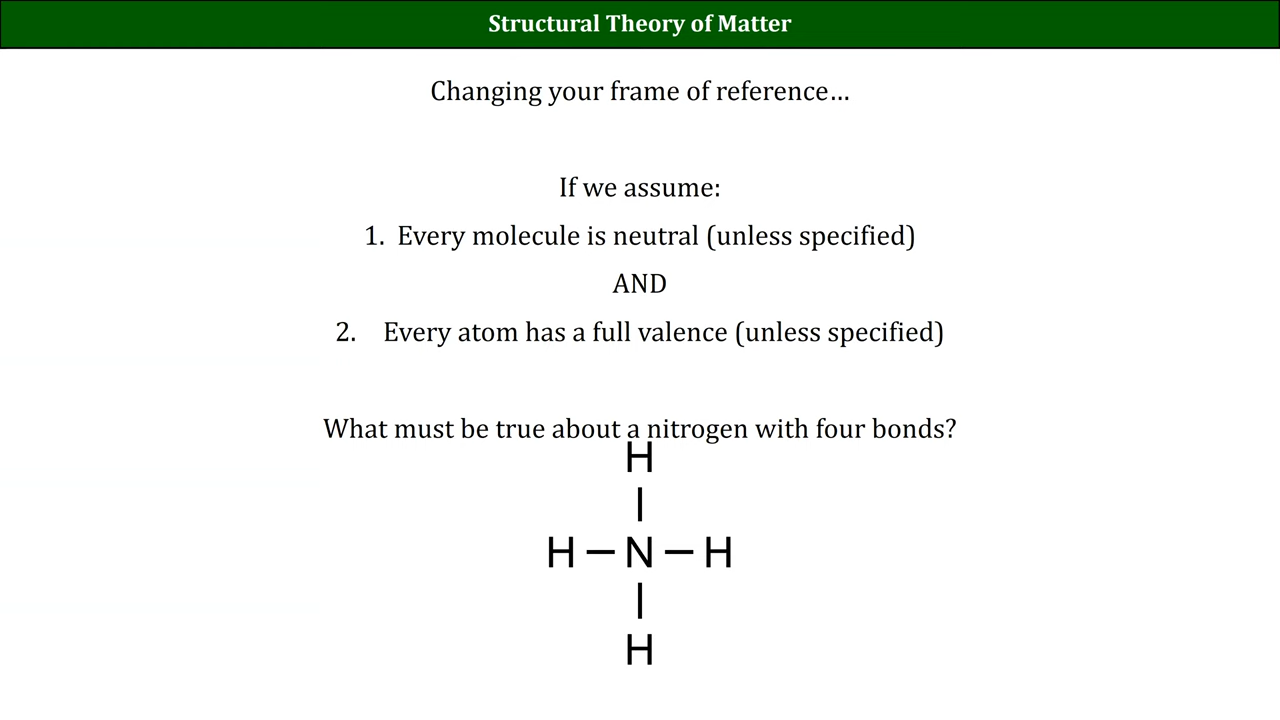 Structural Theory of Matter
Changing your frame of reference…
If we assume:
1. Every molecule is neutral (unless specified)
AND
2. Every atom has a full valence (unless specified)
What must be true about a nitrogen with four bonds?
H
H – N – H
H